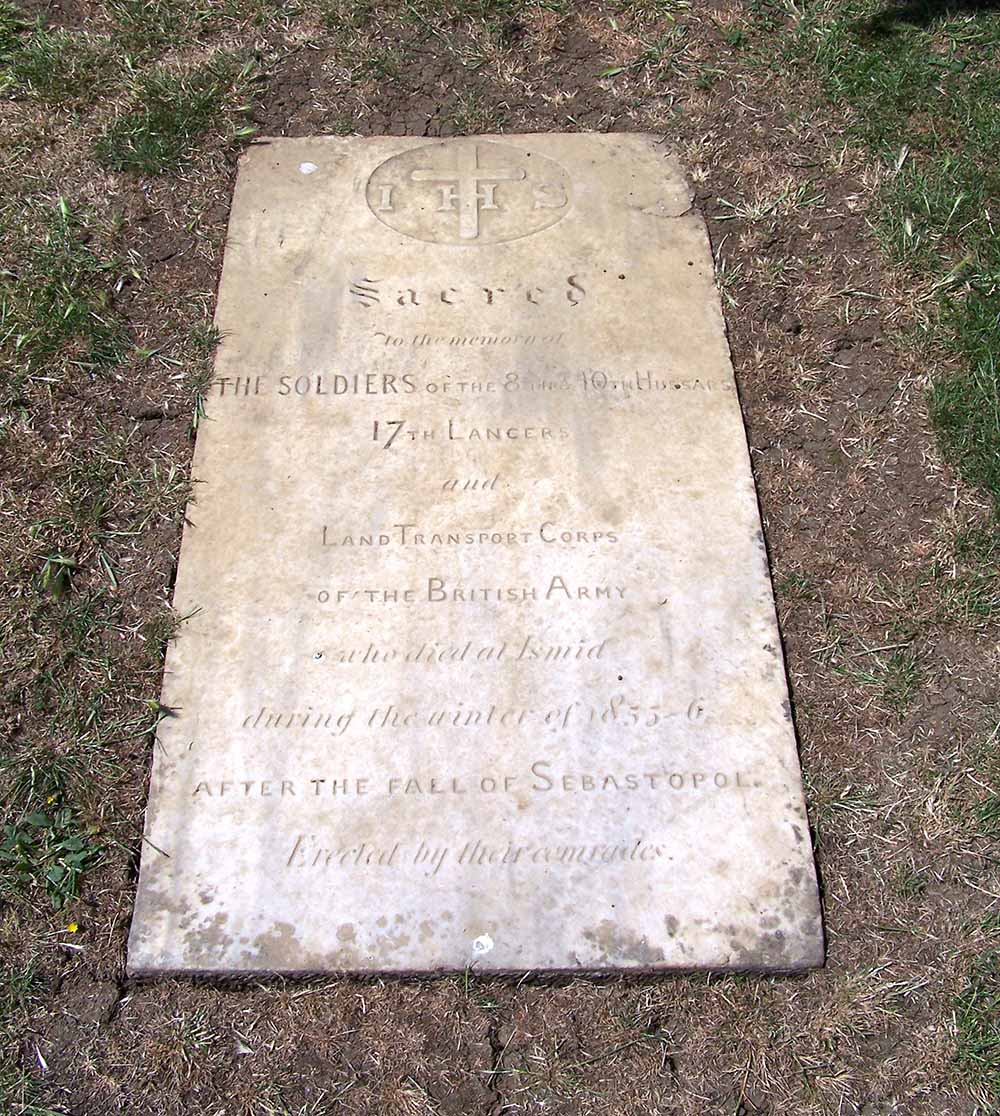 IHS
Sacred
to the memory of
THE SOLDIERS OF THE 8TH & 10TH HUSSARS
17TH LANCERS
and
LAND TRANSPORT CORPS
OF THE BRITISH ARMY
who died at Ismid
during the winter of 1855-6
AFTER THE FALL OF SEBASTOPOL.
Erected by their comrades.